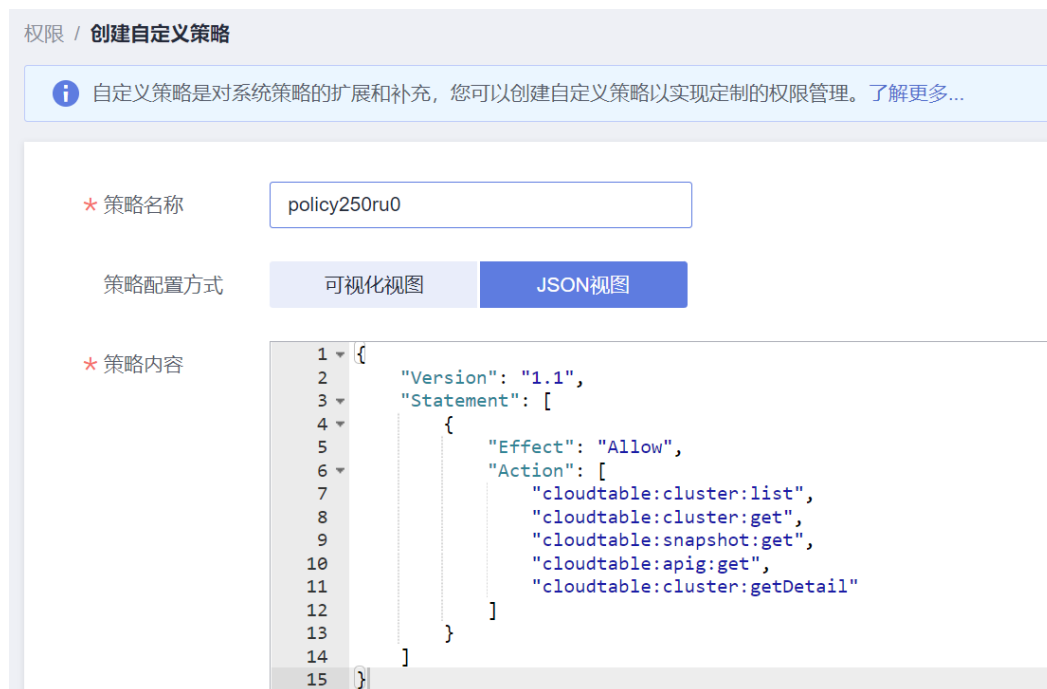 权限 / 创建自定义策略
自定义策略是对系统策略的扩展和补充，您可以创建自定义策略以实现定制的权限管理。了解更多...
* 策略名称 policy250ru0
策略配置方式 可视化视图 JSON视图
* 策略内容
1 {
2 "Version": "1.1",
3 "Statement": [
4 {
5 "Effect": "Allow",
6 "Action": [
7 "cloudtable:cluster:list",
8 "cloudtable:cluster:get",
9 "cloudtable:snapshot:get",
10 "cloudtable:apig:get",
11 "cloudtable:cluster:getDetail"
12 ]
13 }
14 ]
15 }